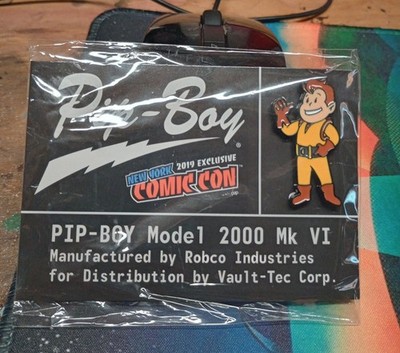 Pip-Boy®
2019 EXCLUSIVE
NEW YORK
COMIC CON
PIP-BOY Model 2000 Mk VI
Manufactured by Robco Industries
for Distribution by Vault-Tec Corp.